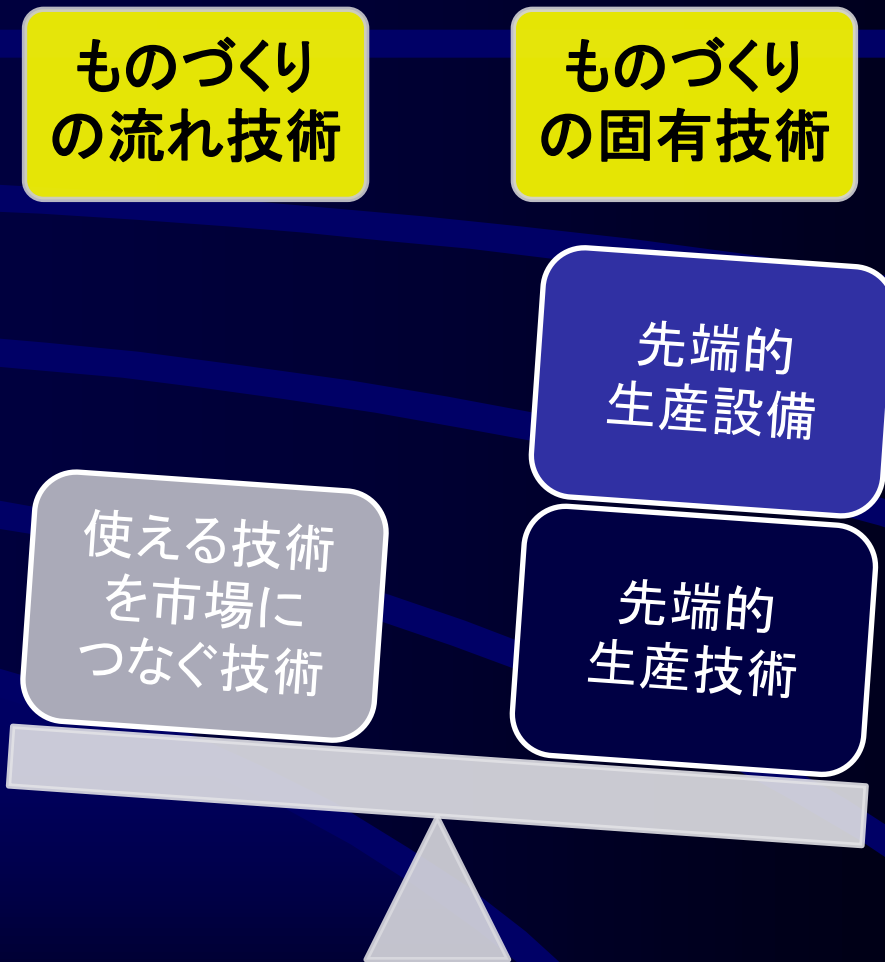 ものづくり
の流れ技術
ものづくり
の固有技術
先端的
生産設備
使える技術
を市場に
つなぐ技術
先端的
生産技術